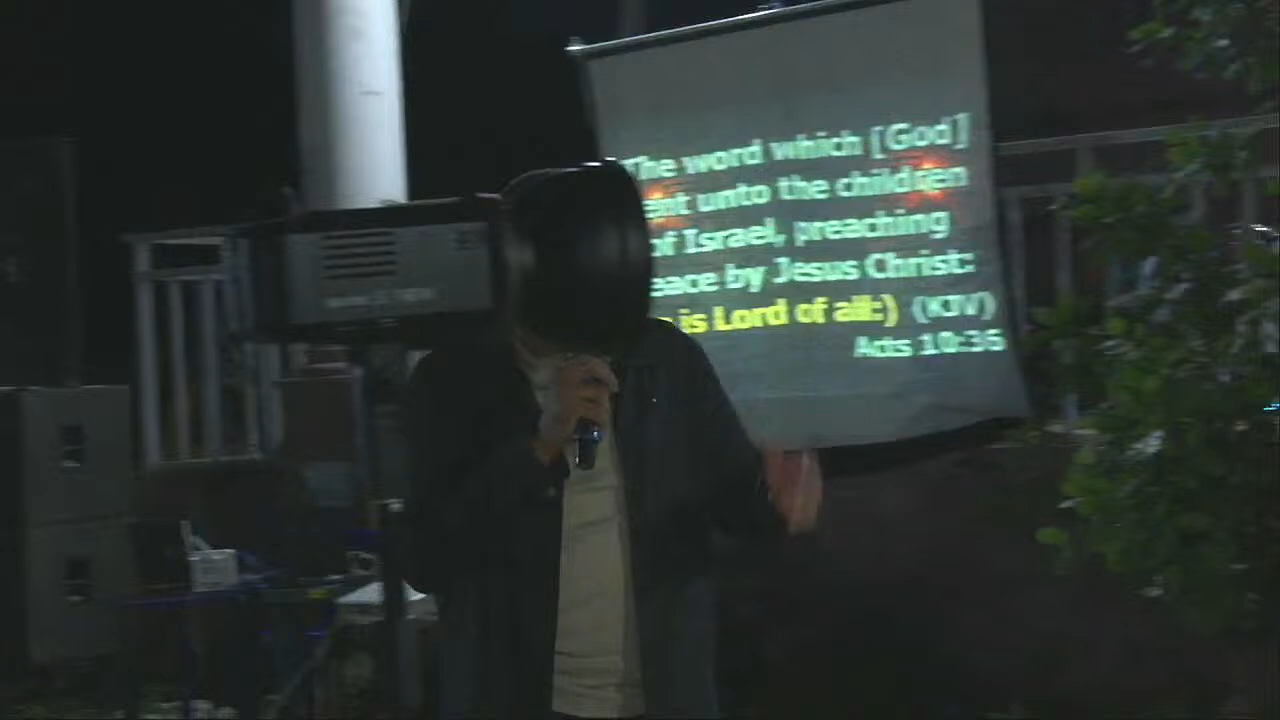 The word which [God]
unto the children
of Israel, preaching
by Jesus Christ:
is Lord of all:) (KJV)
Acts 10:36